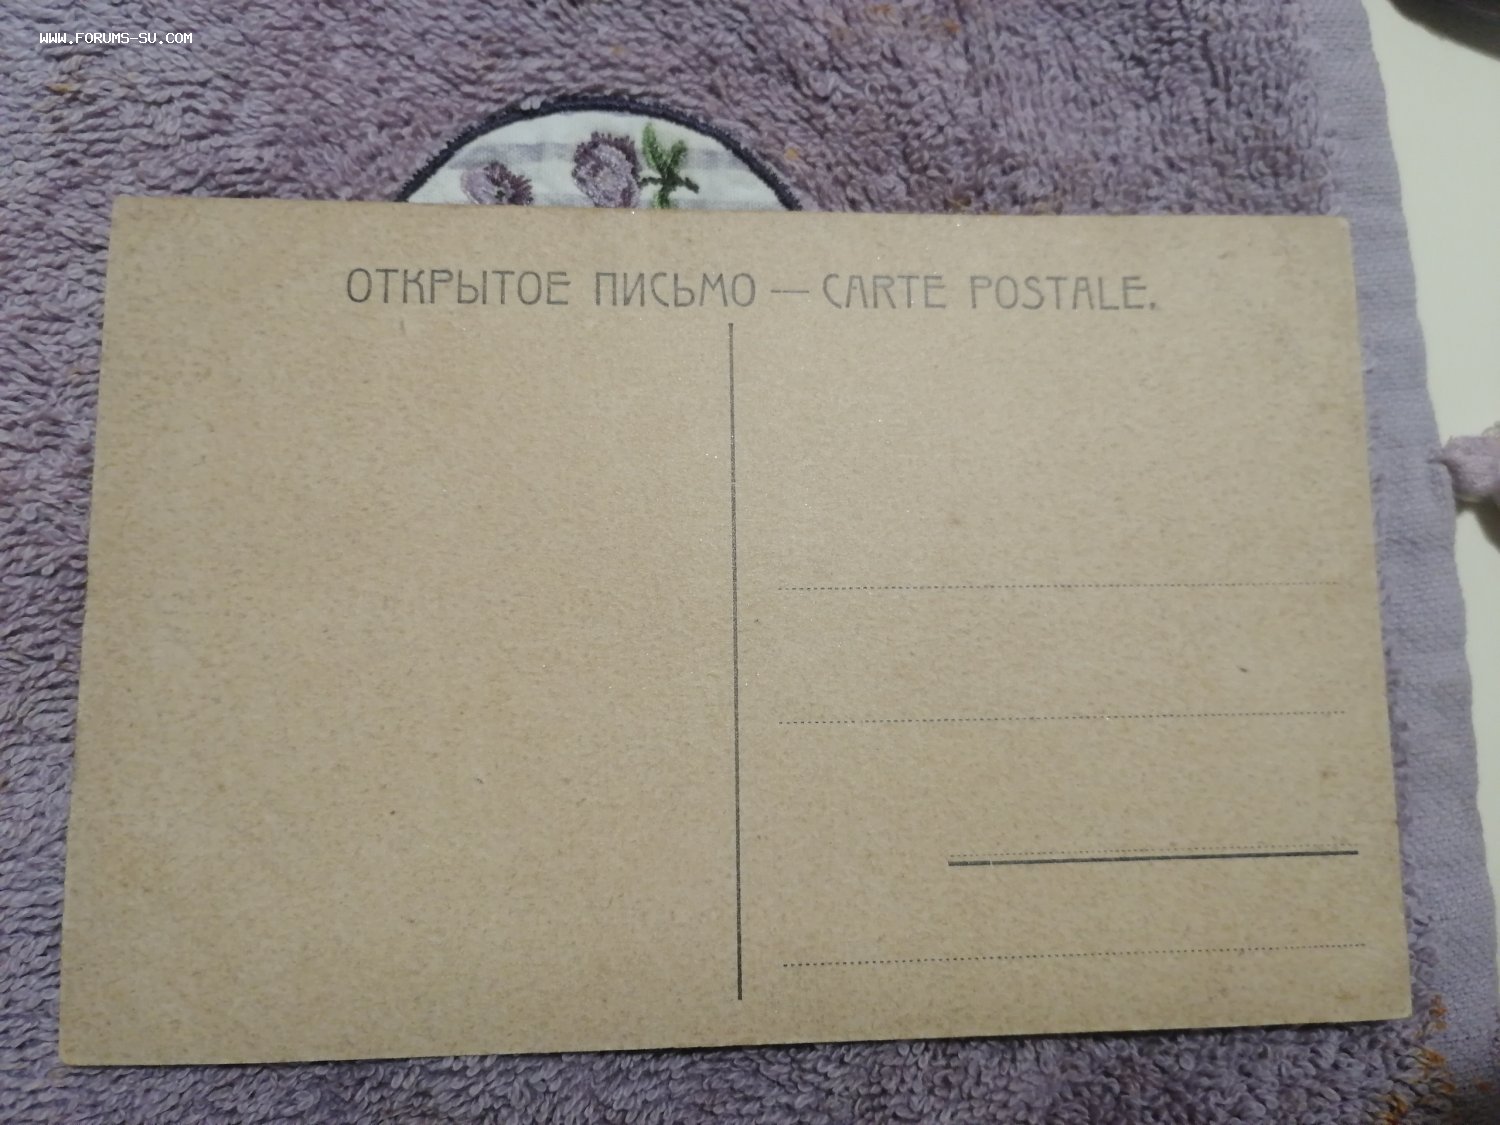 WWW.FORUMS-SU.COM
ОТКРЫТОЕ ПИСЬМО — CARTE POSTALE.